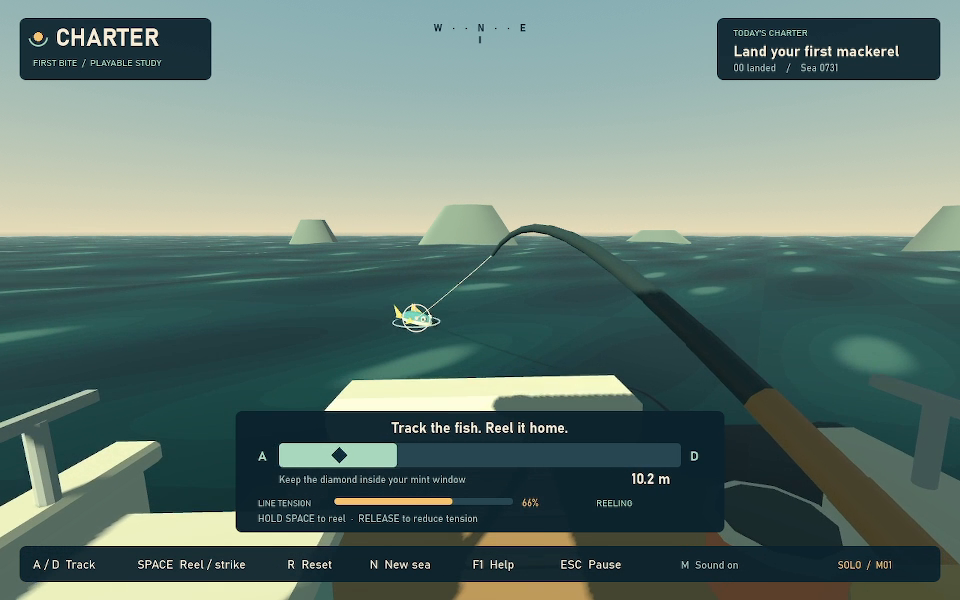 CHARTER
FIRST BITE / PLAYABLE STUDY
W · · N · · E
TODAY'S CHARTER
Land your first mackerel
00 landed / Sea 0731
Track the fish. Reel it home.
A D
Keep the diamond inside your mint window 10.2 m
LINE TENSION 66% REELING
HOLD SPACE to reel · RELEASE to reduce tension
A / D Track SPACE Reel / strike R Reset N New sea F1 Help ESC Pause M Sound on SOLO / M01